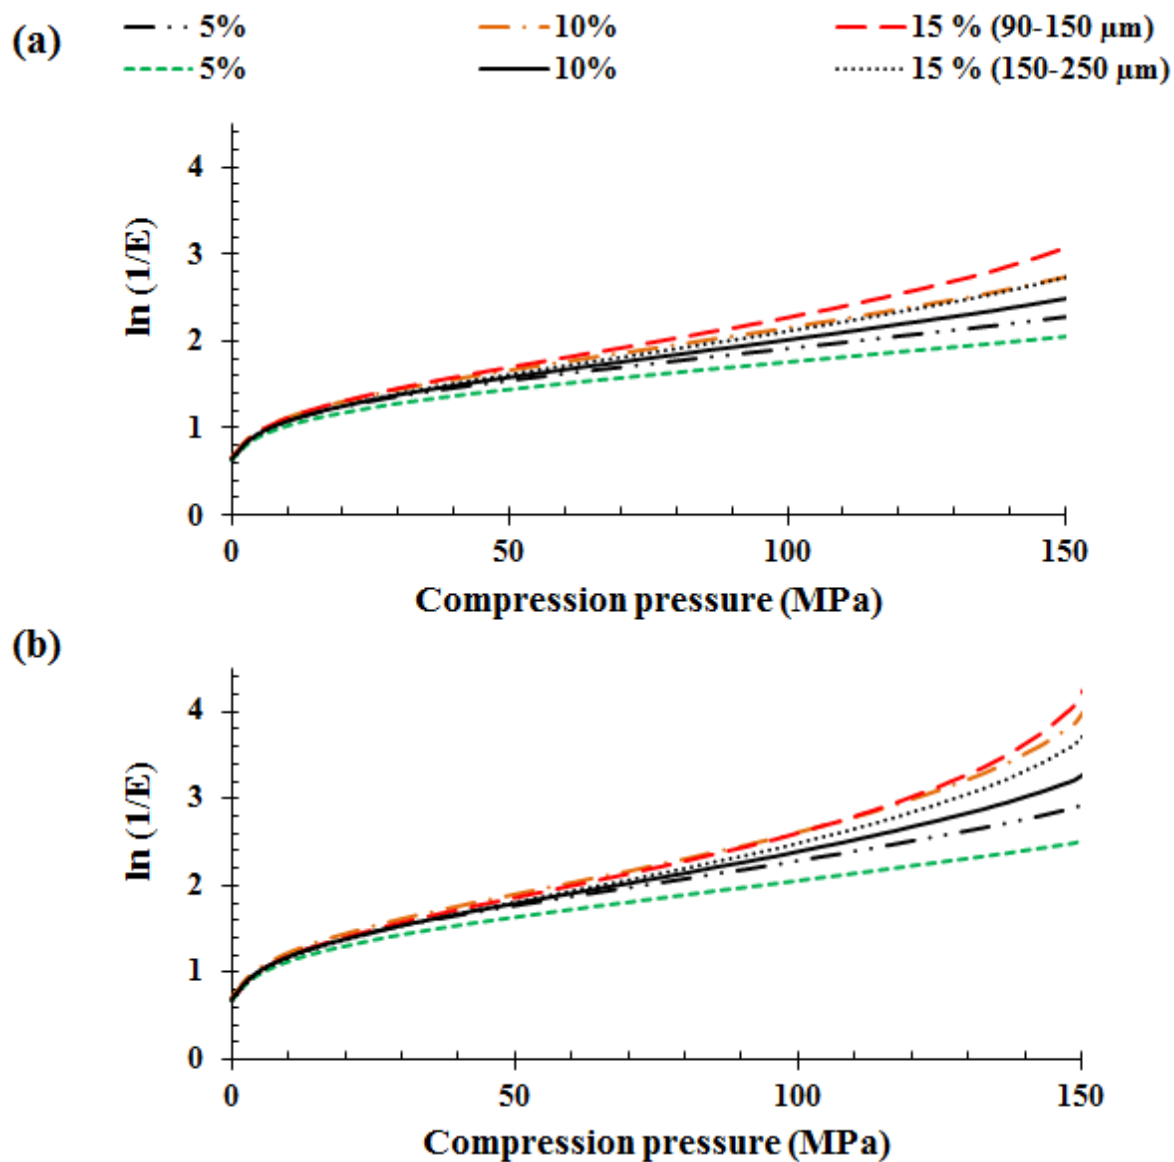 (a)
5% 10% 15 % (90-150 µm)
5% 10% 15 % (150-250 µm)
4
3
2
1
0
ln (1/E)
0 50 100 150
Compression pressure (MPa)
(b)
4
3
2
1
0
ln (1/E)
0 50 100 150
Compression pressure (MPa)